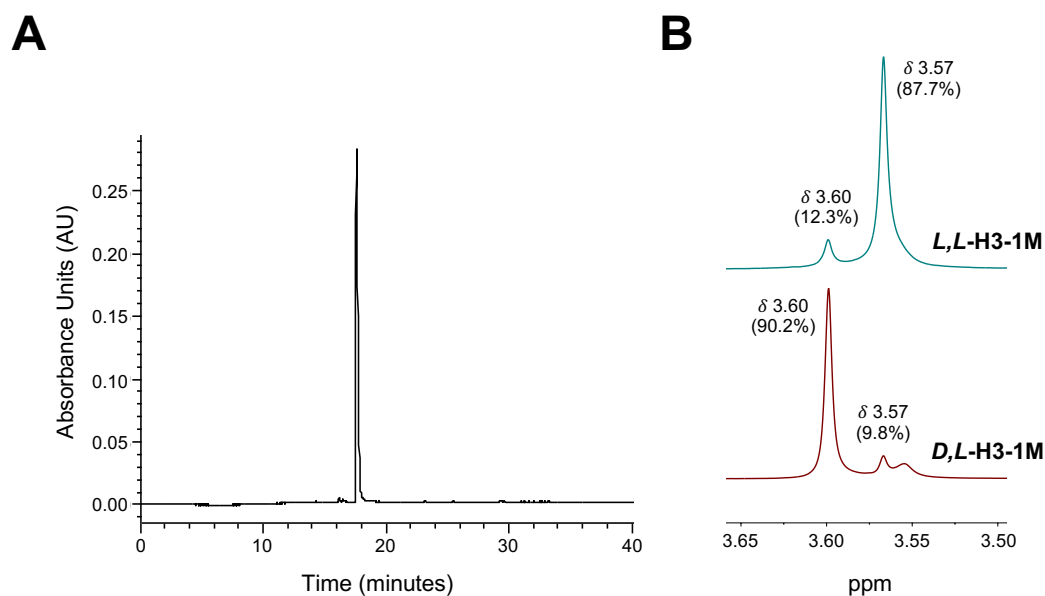 A
Absorbance Units (AU)
0.25
0.20
0.15
0.10
0.05
0.00
0
10
20
30
40
Time (minutes)
B
δ 3.57
(87.7%)
δ 3.60
(12.3%)
L,L-H3-1M
δ 3.60
(90.2%)
δ 3.57
(9.8%)
D,L-H3-1M
3.65
3.60
3.55
3.50
ppm